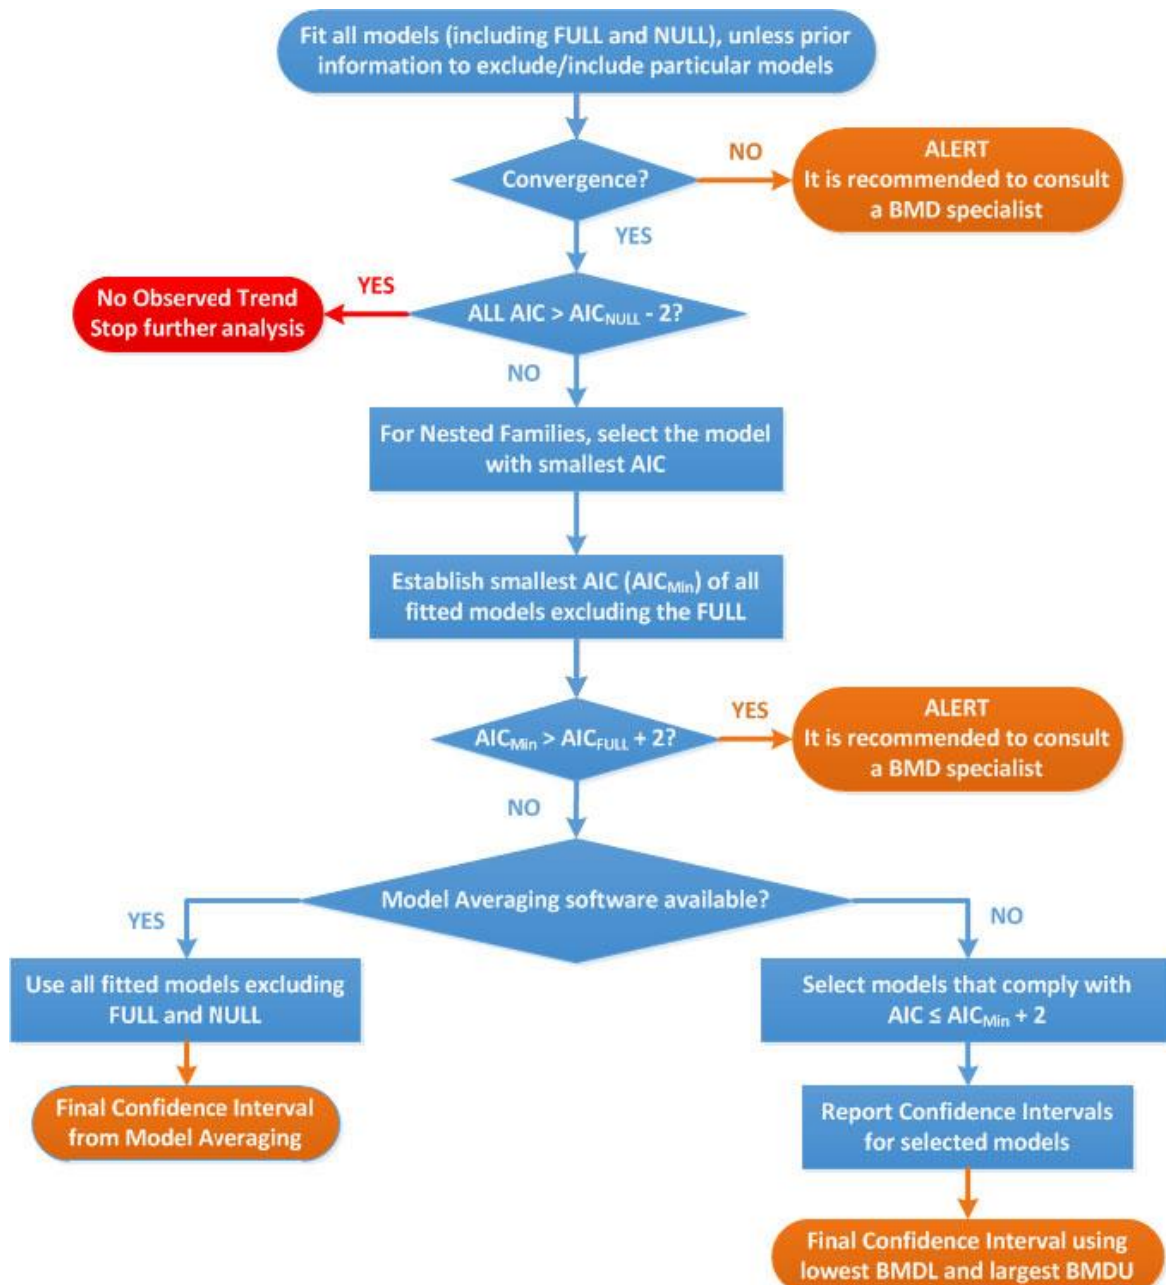 Fit all models (including FULL and NULL), unless prior
information to exclude/include particular models
Convergence?
NO
ALERT
It is recommended to consult
a BMD specialist
YES
ALL AIC > AICNULL - 2?
YES
No Observed Trend
Stop further analysis
NO
For Nested Families, select the model
with smallest AIC
Establish smallest AIC (AICMin) of all
fitted models excluding the FULL
AICMin > AICFULL + 2?
YES
ALERT
It is recommended to consult
a BMD specialist
NO
Model Averaging software available?
YES
Use all fitted models excluding
FULL and NULL
Final Confidence Interval
from Model Averaging
NO
Select models that comply with
AIC ≤ AICMin + 2
Report Confidence Intervals
for selected models
Final Confidence Interval using
lowest BMDL and largest BMDU